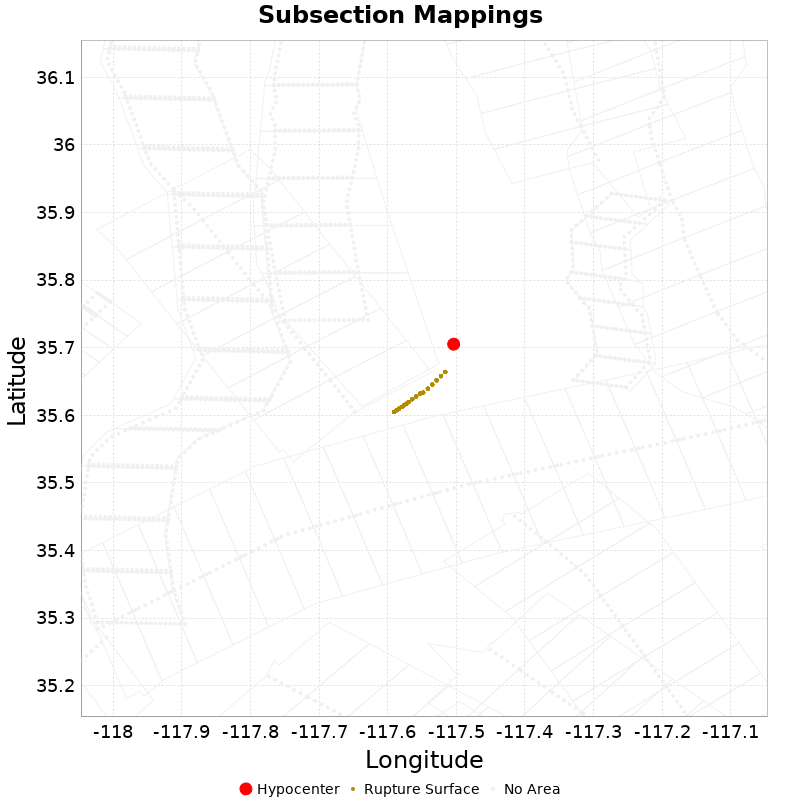 Subsection Mappings
Latitude
36.1
36
35.9
35.8
35.7
35.6
35.5
35.4
35.3
35.2
-118 -117.9 -117.8 -117.7 -117.6 -117.5 -117.4 -117.3 -117.2 -117.1
Longitude
Hypocenter Rupture Surface No Area